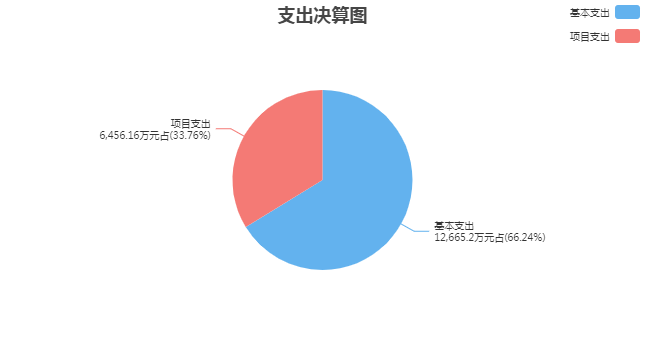 支出决算图
基本支出
项目支出
项目支出
6,456.16万元占(33.76%)
基本支出
12,665.2万元占(66.24%)